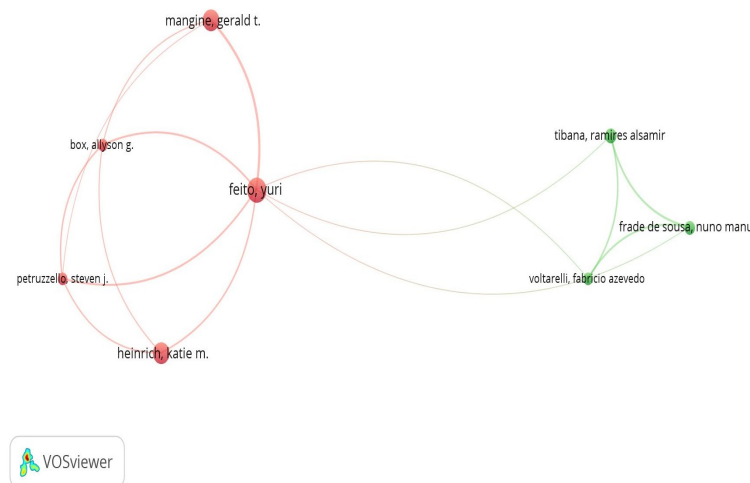 mangine, gerald t.
tibana, ramires alsamir
box, allyson g.
feito, yuri
frade de sousa, nuno manu
petruzzello, steven j.
voltarelli, fabricio azevedo
heinrich, katie m.
VOSviewer